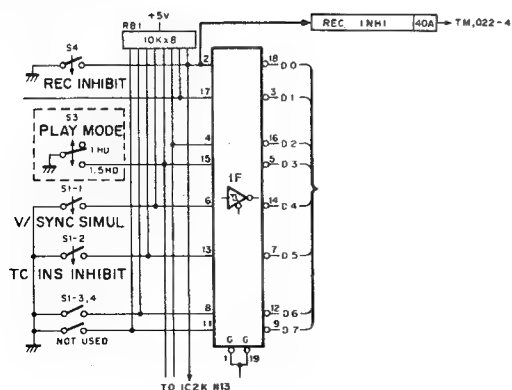 +5V
RB1
10K×8
REC INHI 40A TM,022-4
S4
REC INHIBIT
2
18 D0
17
3 D1
S3
PLAY MODE
1HD
1.5HD
4
16 D2
15
5 D3
1F
S1-1
V/SYNC SIMUL
6
14 D4
S1-2
TC INS INHIBIT
13
7 D5
S1-3,4
8
12 D6
NOT USED
11
9 D7
G G
1 19
TO IC2K #13